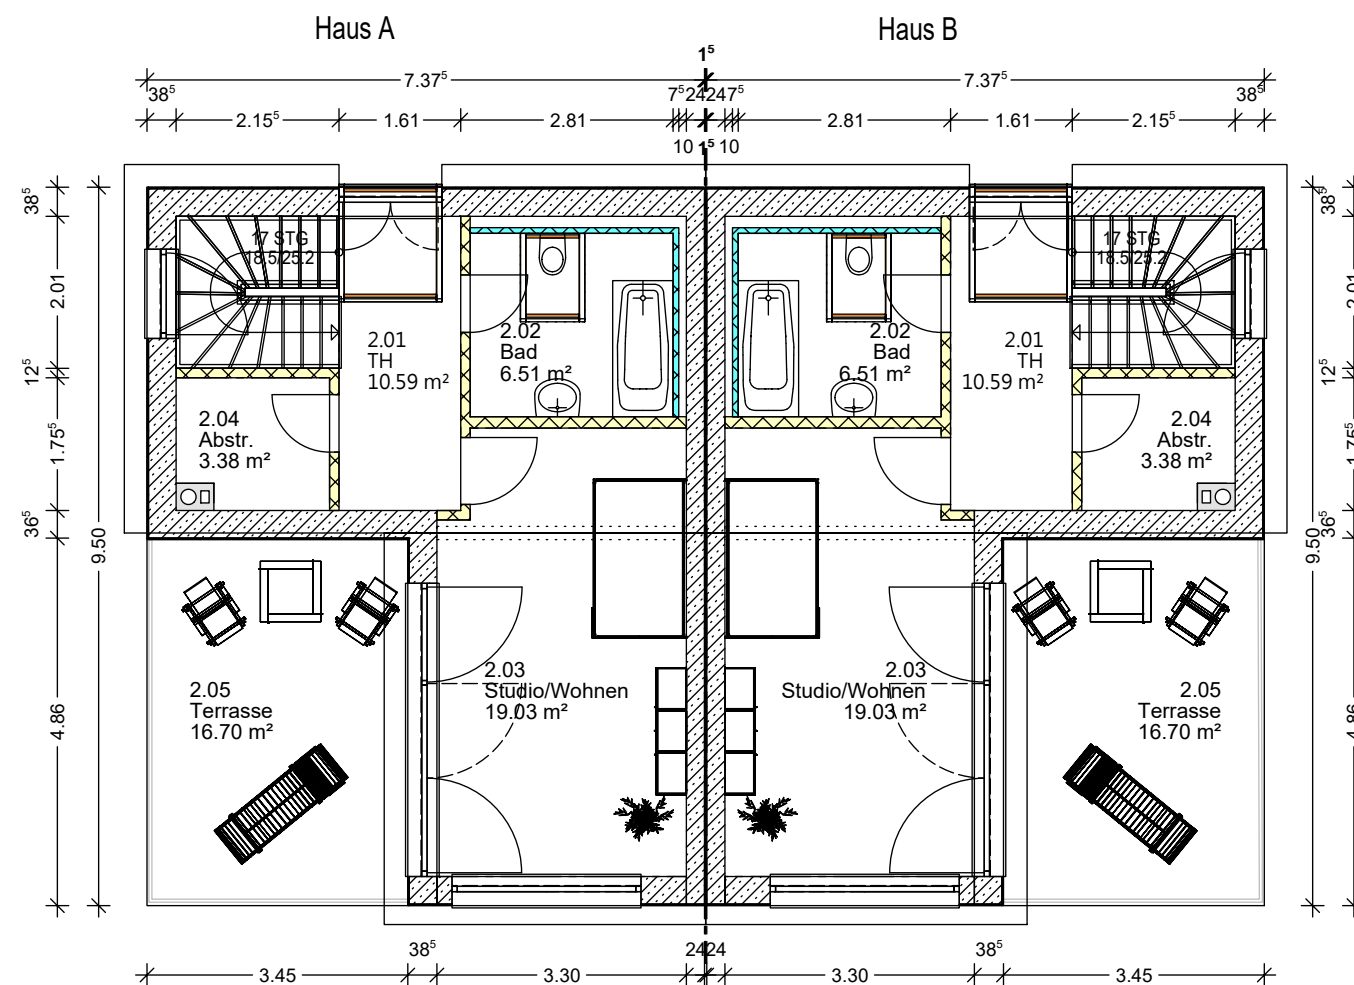 Haus A
Haus B
1⁵
7.37⁵
7.37⁵
38⁵
7⁵
24
24
7⁵
38⁵
2.15⁵
1.61
2.81
2.81
1.61
2.15⁵
10
1⁵
10
38⁵
2.01
12⁵
1.75⁵
36⁵
4.86
9.50
17 STG
18.5/25.2
2.01
TH
10.59 m²
2.02
Bad
6.51 m²
2.04
Abstr.
3.38 m²
2.03
Studio/Wohnen
19.03 m²
2.05
Terrasse
16.70 m²
17 STG
18.5/25.2
2.02
Bad
6.51 m²
2.01
TH
10.59 m²
2.04
Abstr.
3.38 m²
2.03
Studio/Wohnen
19.03 m²
2.05
Terrasse
16.70 m²
38⁵
2.01
12⁵
1.75⁵
36⁵
9.50
4.86
38⁵
24
24
38⁵
3.45
3.30
3.30
3.45